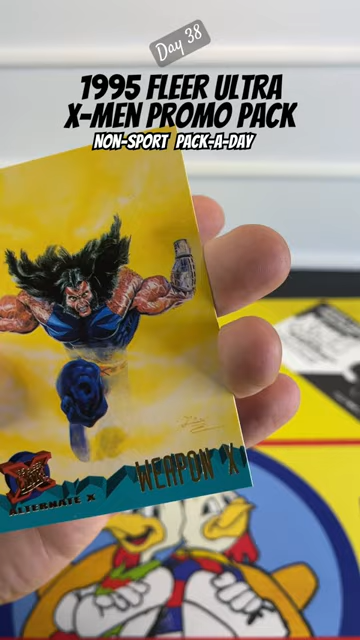 Day 38
1995 FLEER ULTRA
X-MEN PROMO PACK
NON-SPORT PACK-A-DAY
WEAPON X
ALTERNATE X